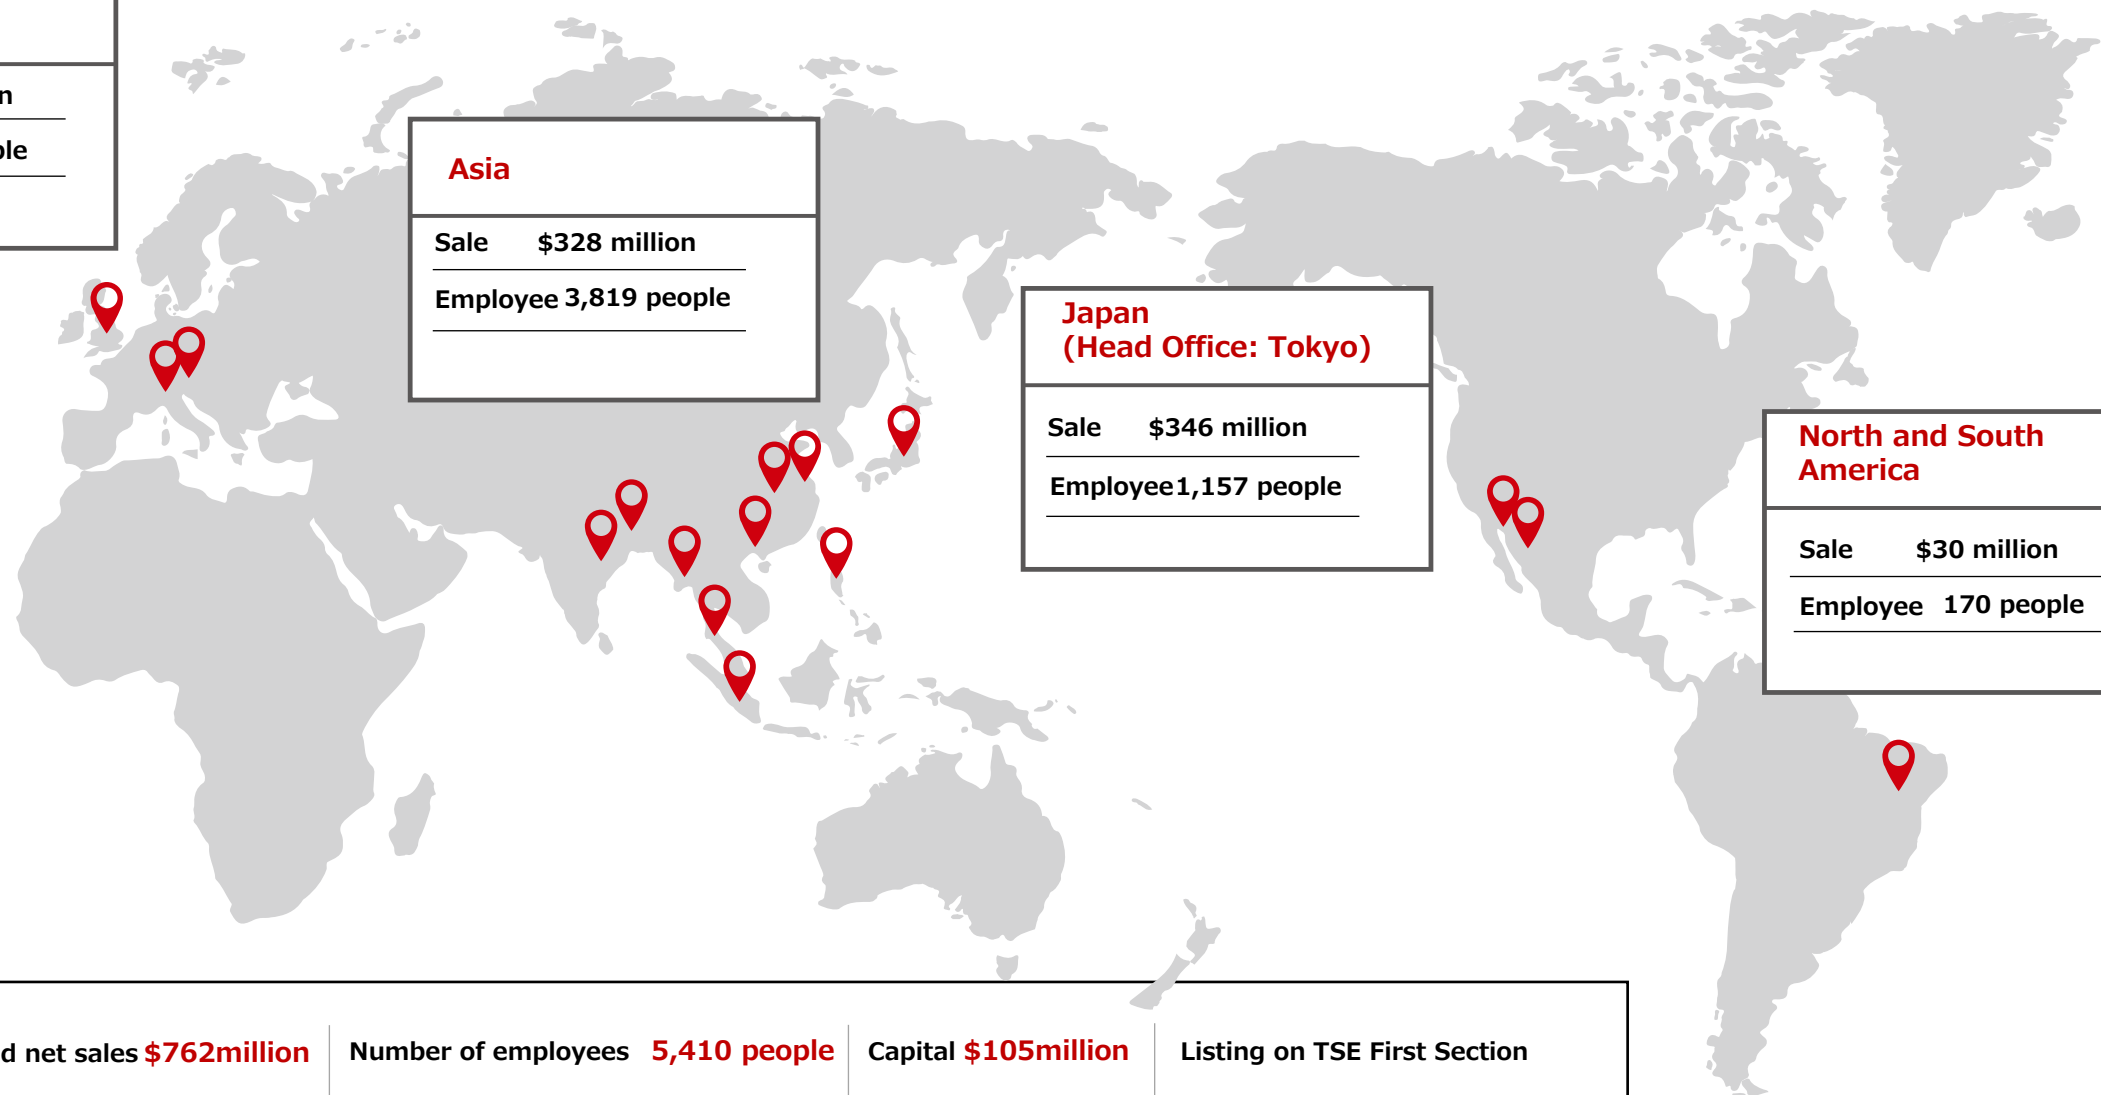 Asia
Sale $328 million
Employee 3,819 people
Japan
(Head Office: Tokyo)
Sale $346 million
Employee1,157 people
North and South
America
Sale $30 million
Employee 170 people
net sales $762million
Number of employees 5,410 people
Capital $105million
Listing on TSE First Section